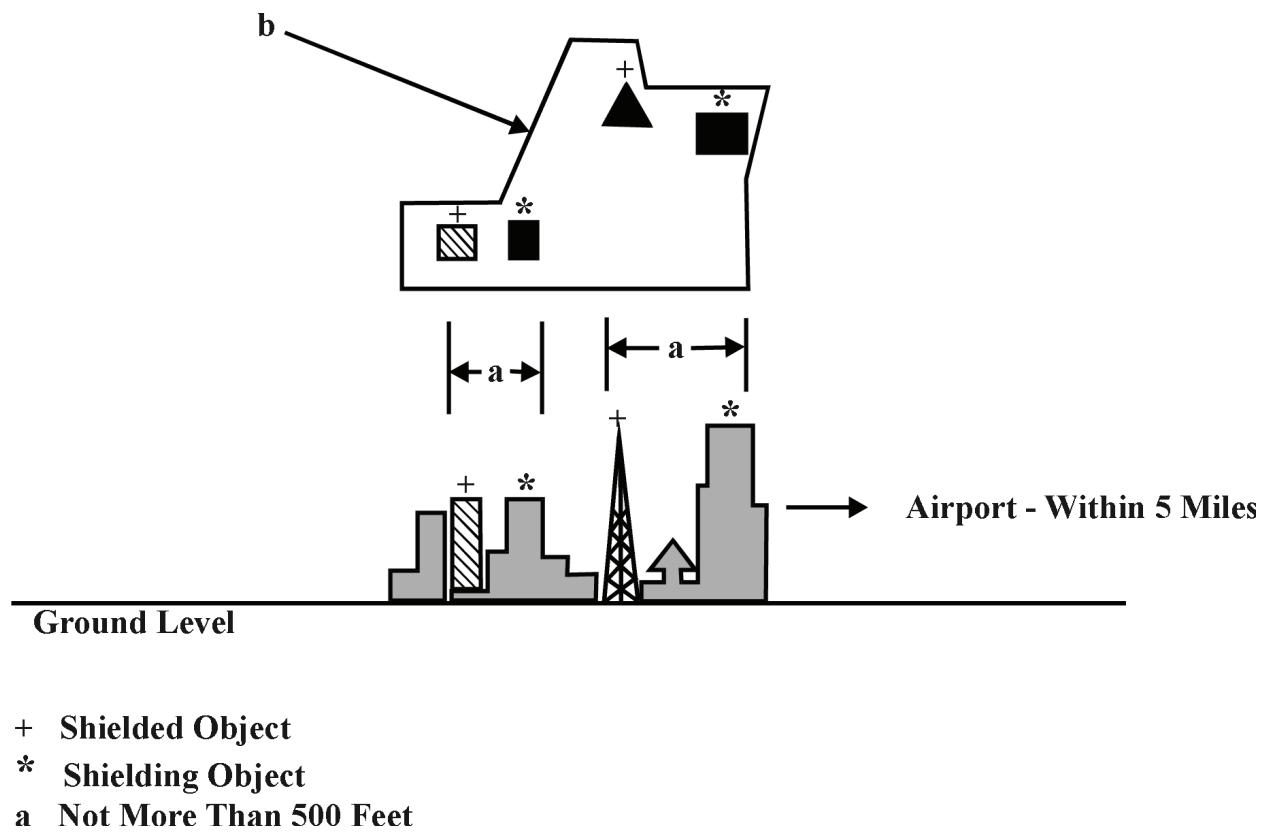 b
+
*
+
*
a
a
+
*
+
*
Airport - Within 5 Miles
Ground Level
+ Shielded Object
* Shielding Object
a Not More Than 500 Feet